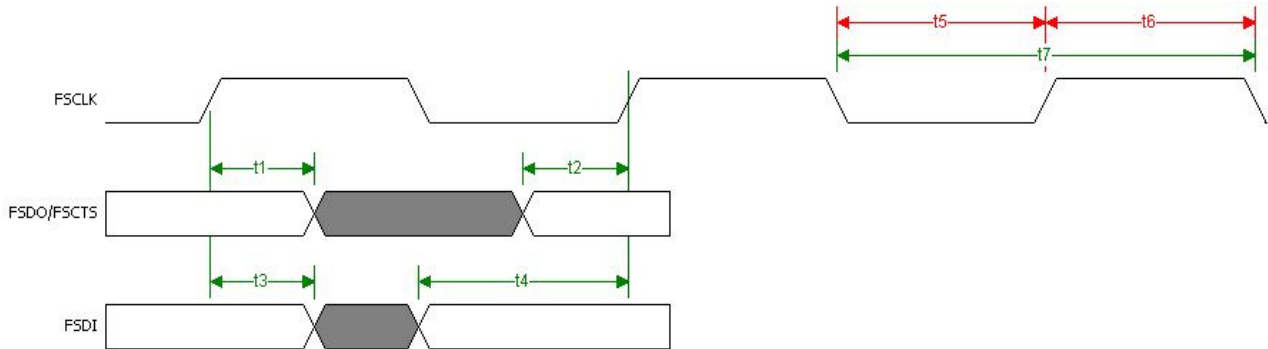 t5
t6
t7
FSCLK
t1
t2
FSDO/FSCTS
t3
t4
FSDI